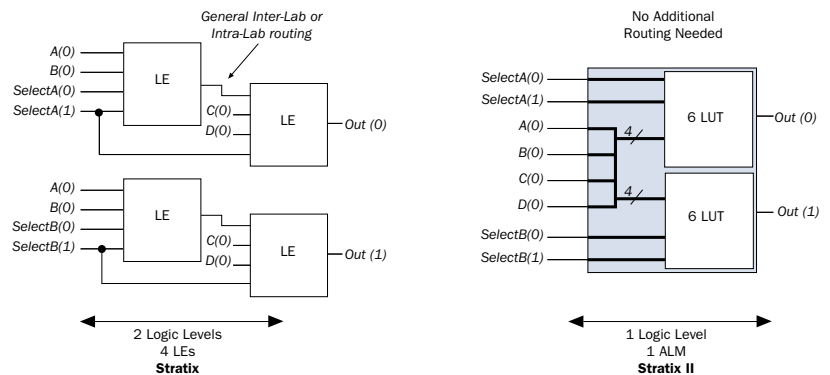 General Inter-Lab or
Intra-Lab routing
A(0)
B(0)
SelectA(0)
SelectA(1)
LE
C(0)
D(0)
LE
Out (0)
A(0)
B(0)
SelectB(0)
SelectB(1)
LE
C(0)
D(0)
LE
Out (1)
2 Logic Levels
4 LEs
Stratix
No Additional
Routing Needed
SelectA(0)
SelectA(1)
A(0)
B(0)
C(0)
D(0)
SelectB(0)
SelectB(1)
4
4
6 LUT
6 LUT
Out (0)
Out (1)
1 Logic Level
1 ALM
Stratix II